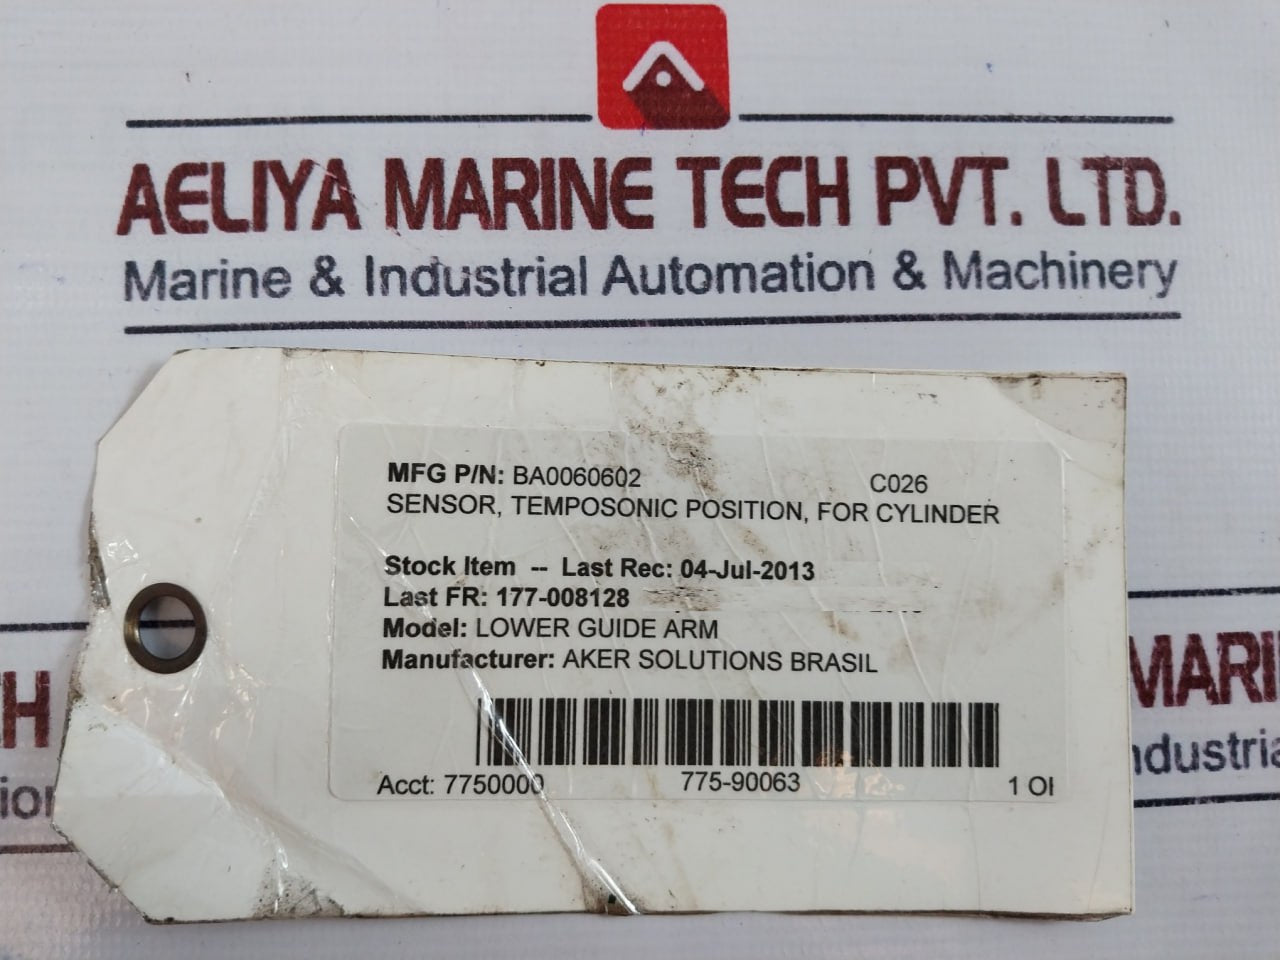 AELIYA MARINE TECH PVT. LTD.
Marine & Industrial Automation & Machinery
MFG P/N: BA0060602 C026
SENSOR, TEMPOSONIC POSITION, FOR CYLINDER
Stock Item -- Last Rec: 04-Jul-2013
Last FR: 177-008128
Model: LOWER GUIDE ARM
Manufacturer: AKER SOLUTIONS BRASIL
Acct: 7750000 775-90063 1 OI